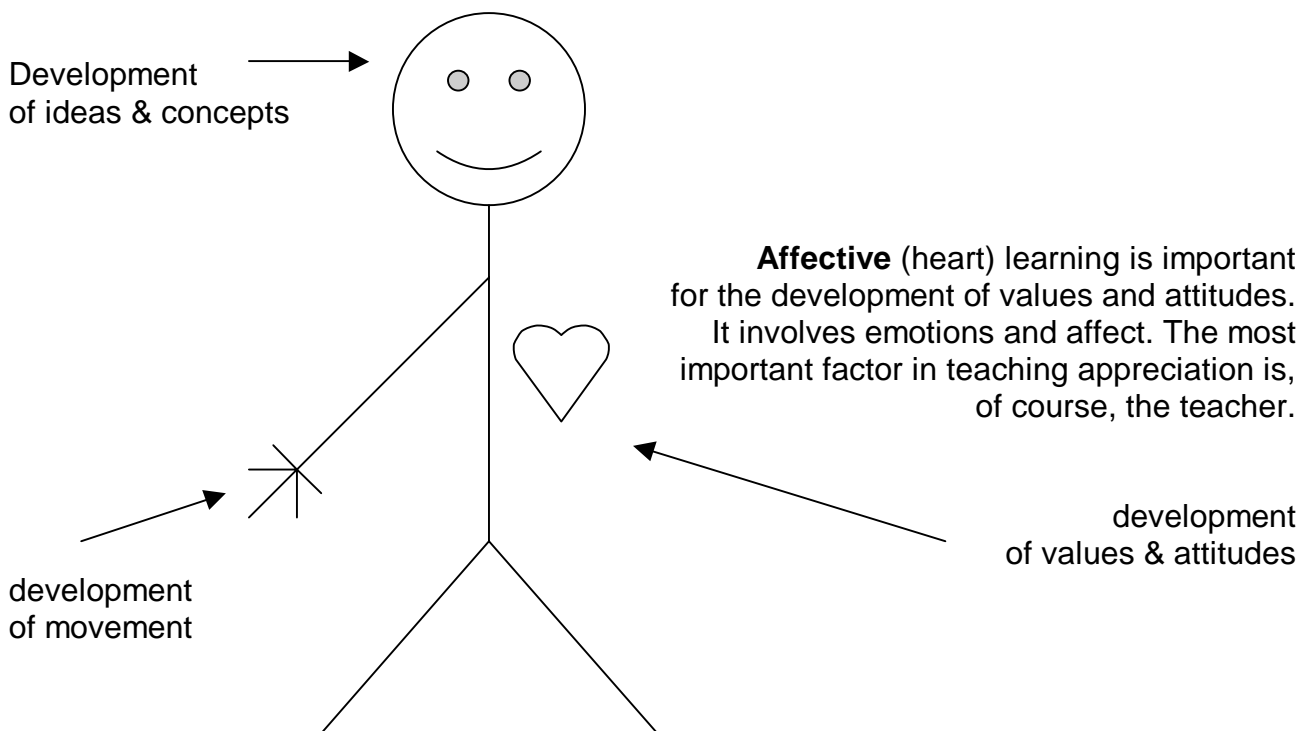 Development
of ideas & concepts
Affective (heart) learning is important
for the development of values and attitudes.
It involves emotions and affect. The most
important factor in teaching appreciation is,
of course, the teacher.
development
of values & attitudes
development
of movement